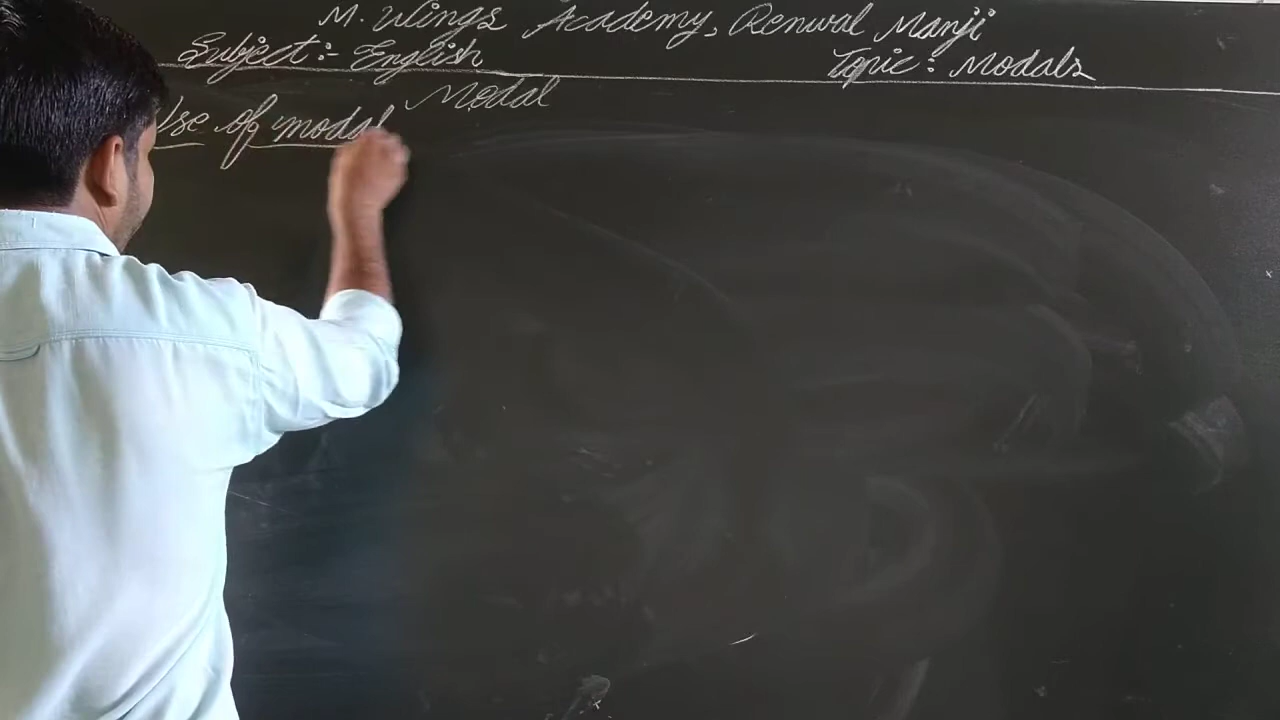 M. Wings Academy, Renwal Manji
Subject :- English Topic : Modals
Modal
Use of modal